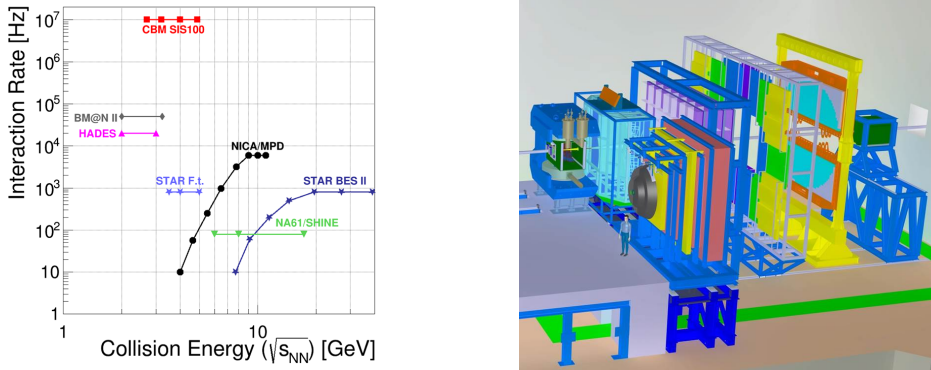 Interaction Rate [Hz]
10⁷
CBM SIS100
10⁶
10⁵
BM@N II
HADES
10⁴
NICA/MPD
10³
STAR F.t.
STAR BES II
10²
NA61/SHINE
10
1
1
10
Collision Energy (√sNN) [GeV]